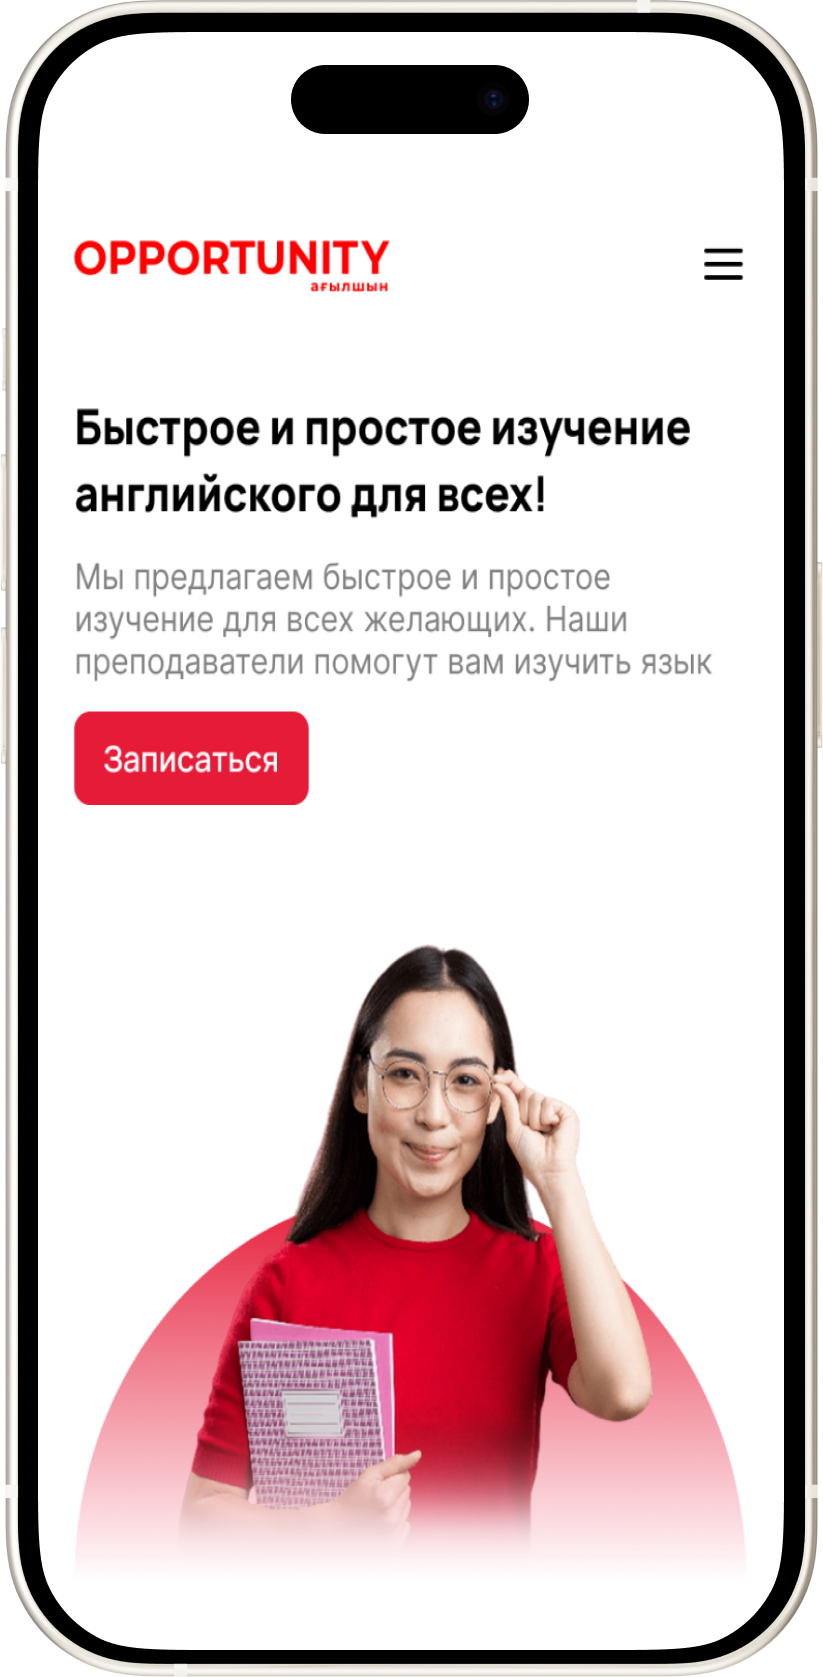 OPPORTUNITY
ағылшын
Быстрое и простое изучение
английского для всех!
Мы предлагаем быстрое и простое
изучение для всех желающих. Наши
преподаватели помогут вам изучить язык
Записаться